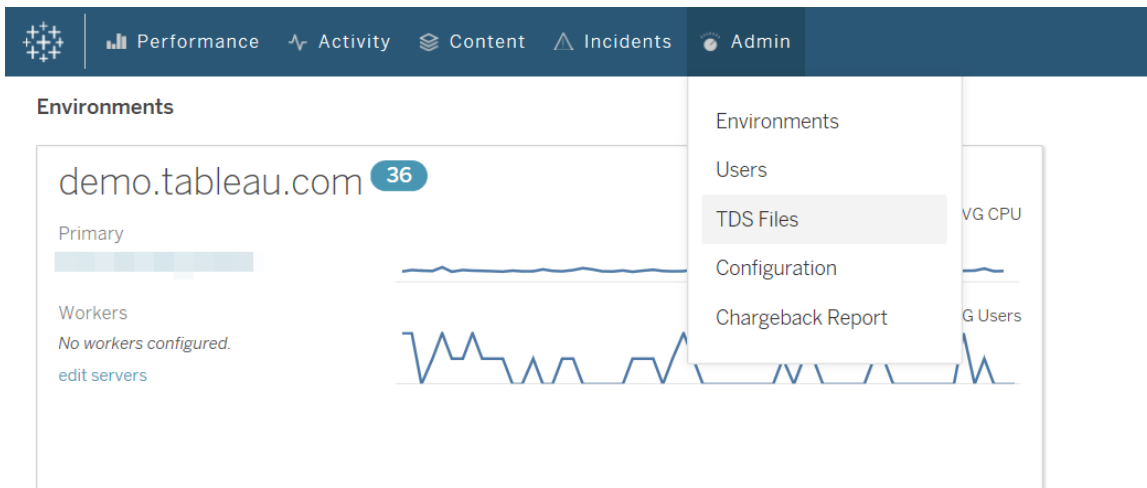 Performance Activity Content Incidents Admin
Environments
demo.tableau.com 36
Primary
Workers
No workers configured.
edit servers
Environments
Users
TDS Files
Configuration
Chargeback Report
VG CPU
G Users